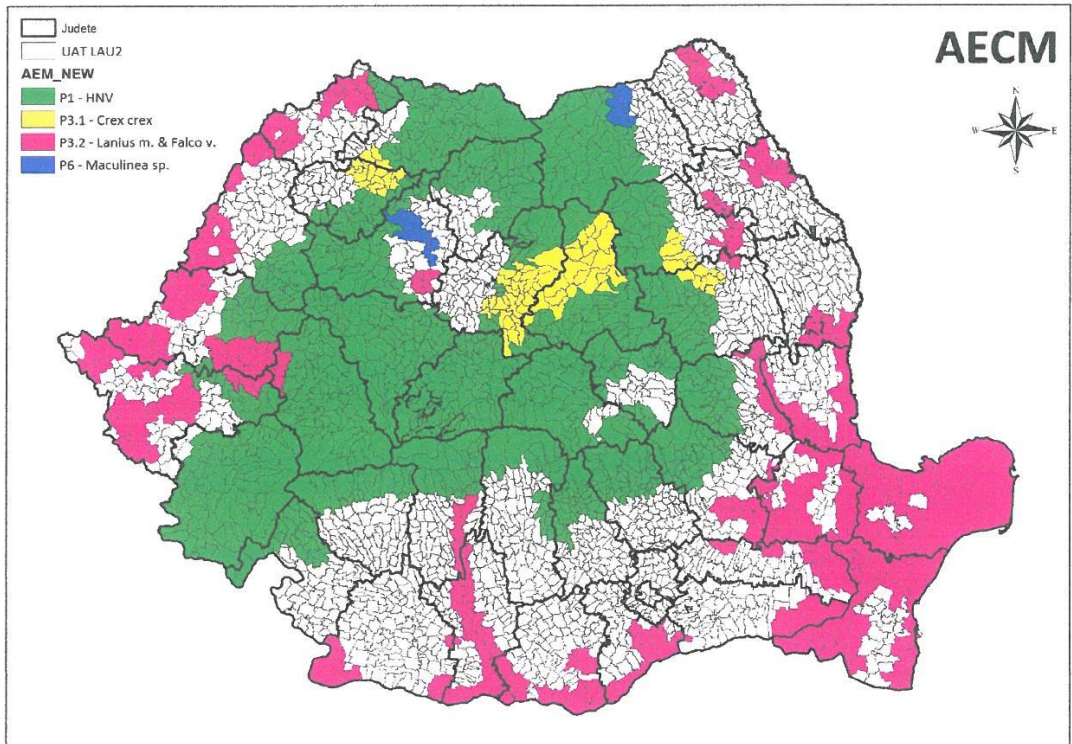 AECM
Judete
UAT LAU2
AEM_NEW
P1 - HNV
P3.1 - Crex crex
P3.2 - Lanius m. & Falco v.
P6 - Maculinea sp.
N
W
E
S